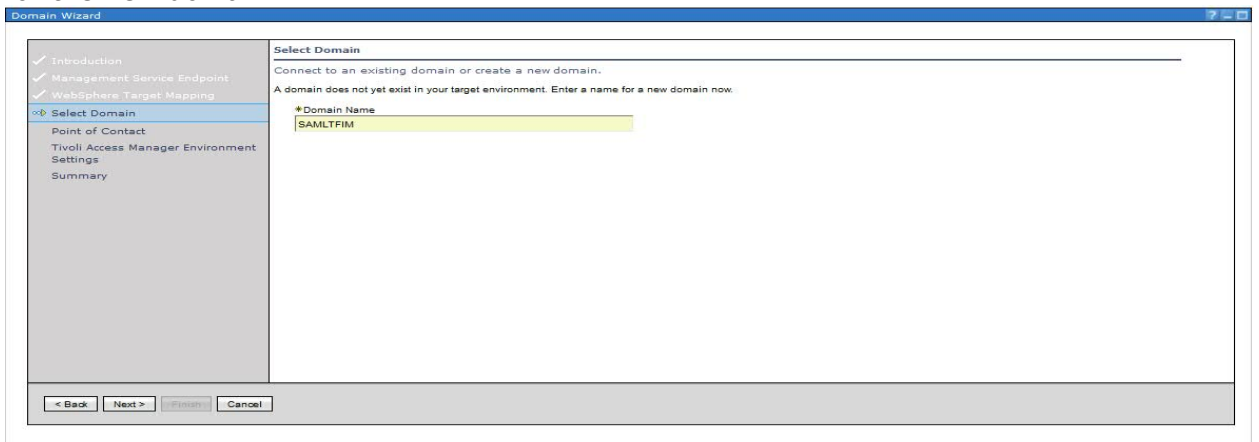 Domain Wizard
Introduction
Management Service Endpoint
WebSphere Target Mapping
Select Domain
Point of Contact
Tivoli Access Manager Environment
Settings
Summary
Select Domain
Connect to an existing domain or create a new domain.
A domain does not yet exist in your target environment. Enter a name for a new domain now.
*Domain Name
SAMLTFIM
< Back Next > Finish Cancel